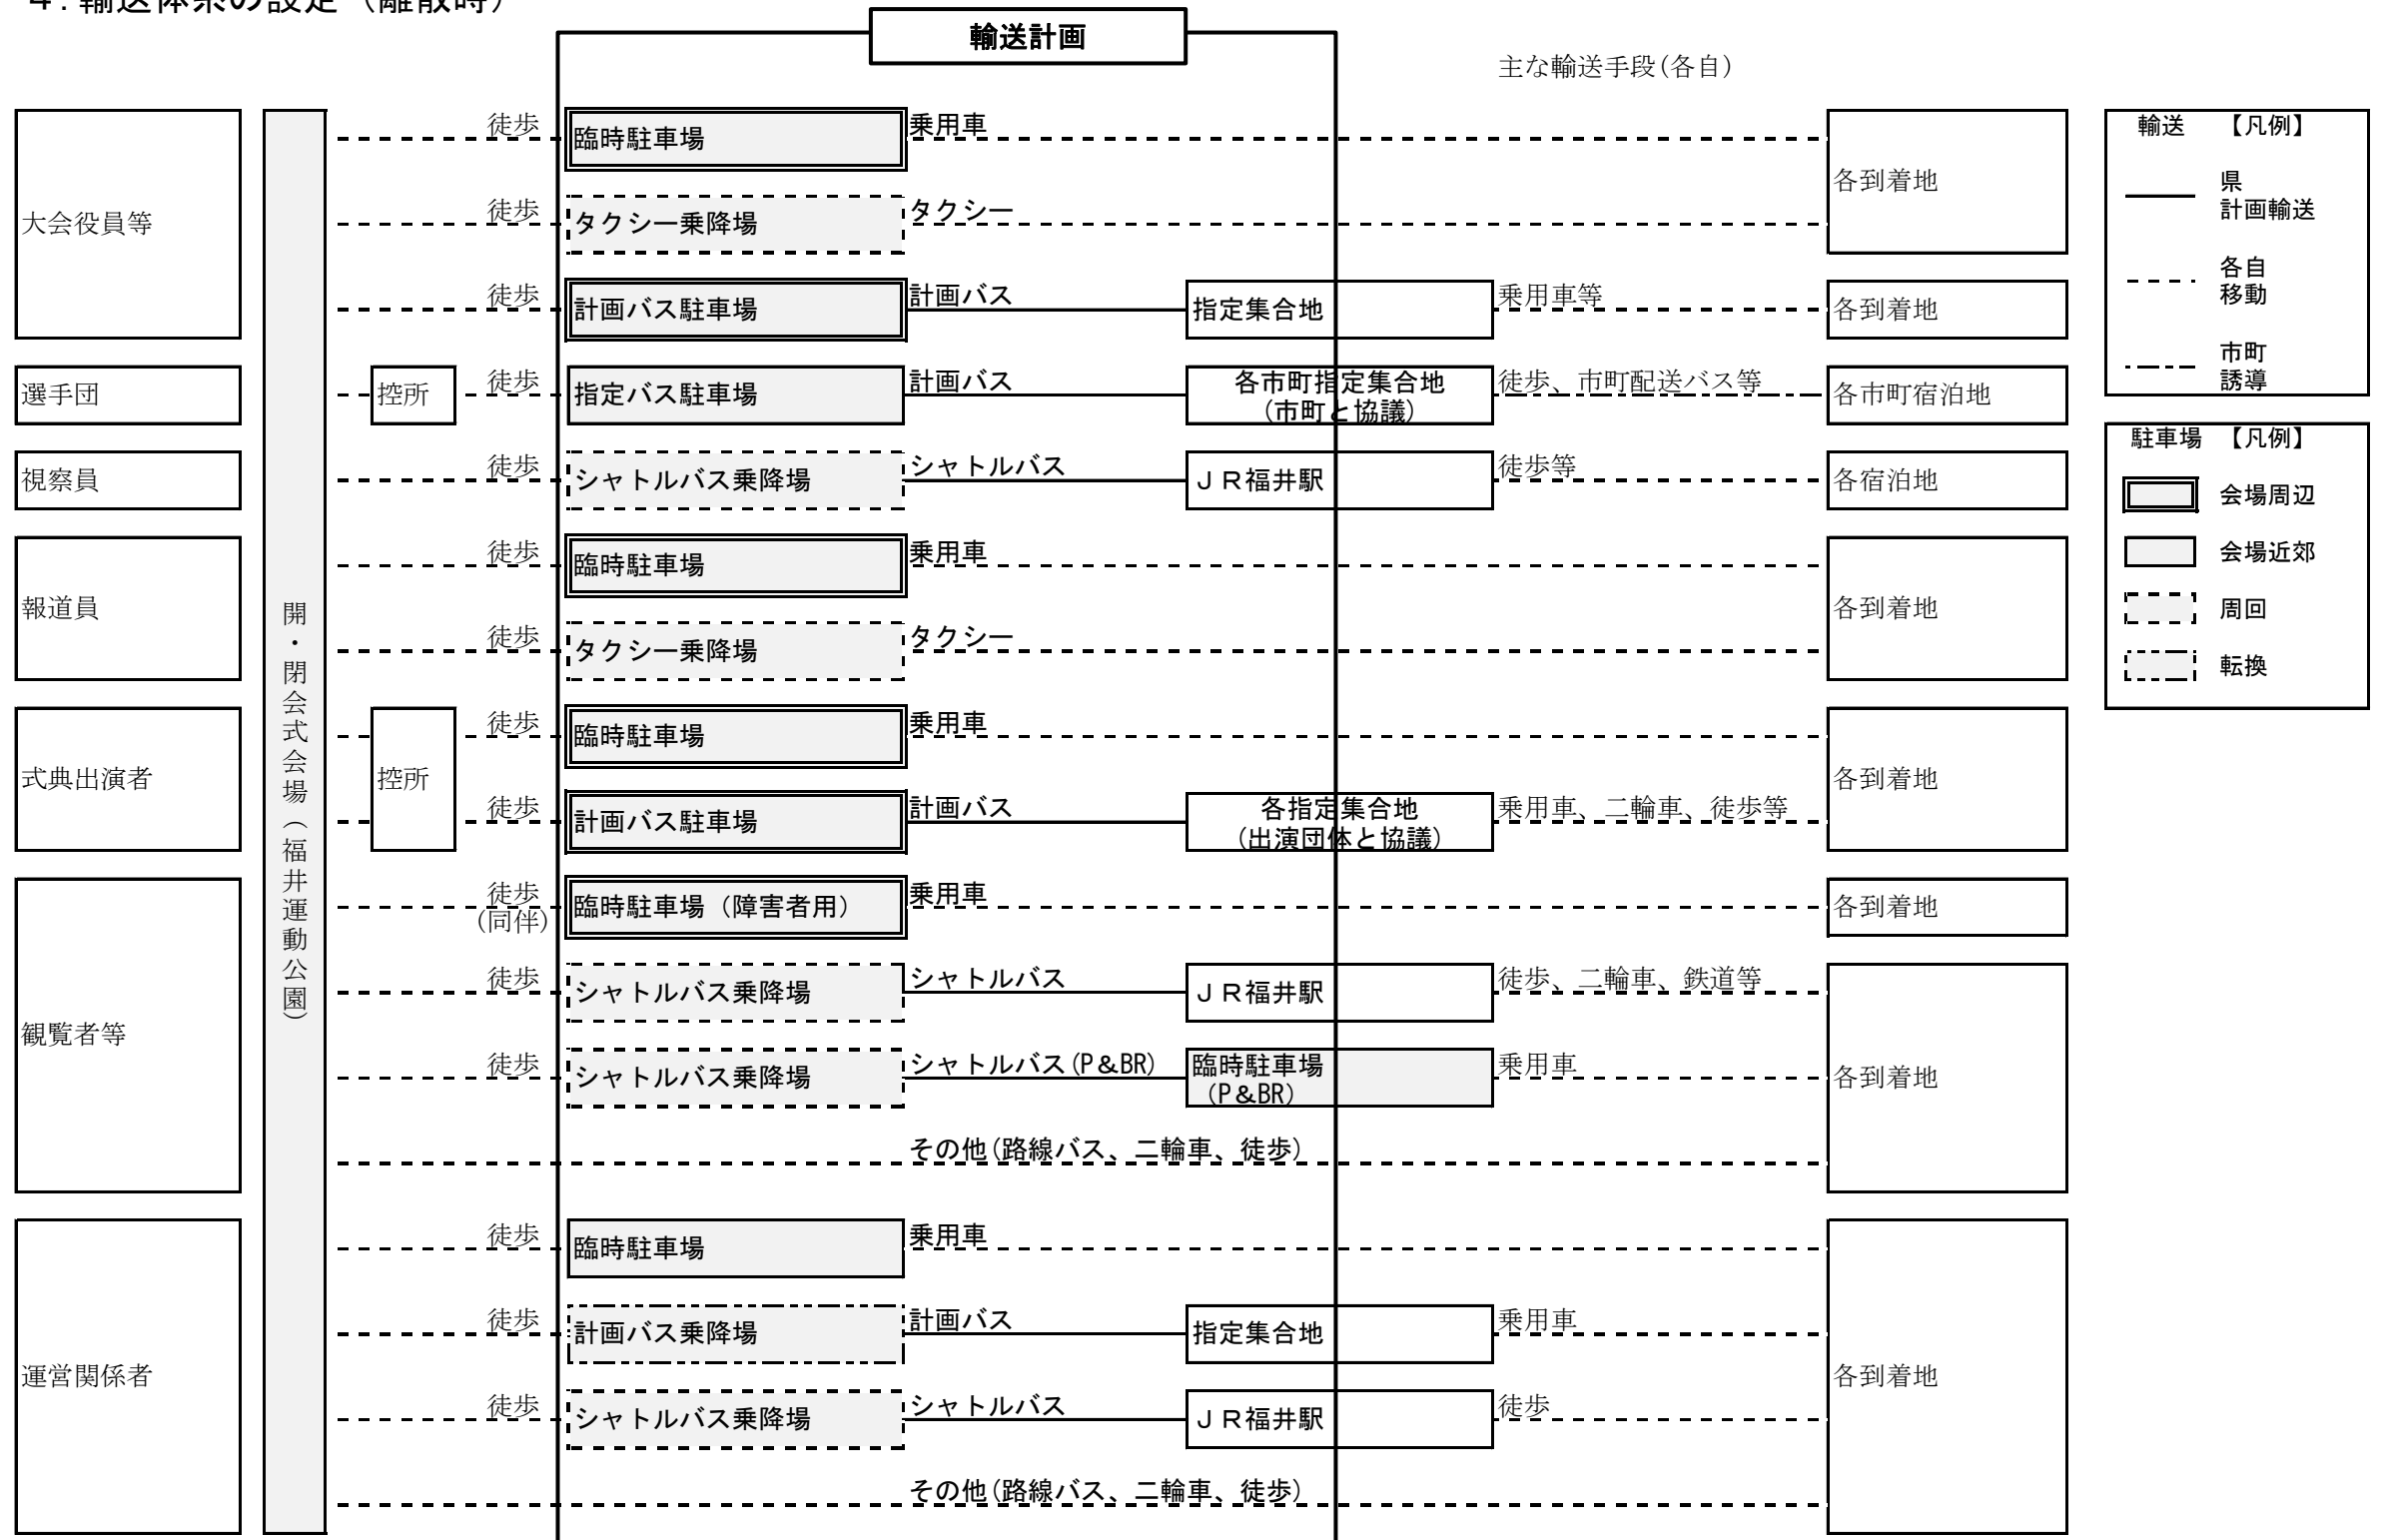 4．輸送体系の設定（離散時）
輸送計画
主な輸送手段(各自)
大会役員等
選手団
視察員
報道員
式典出演者
観覧者等
運営関係者
開・閉会式会場（福井運動公園）
徒歩 臨時駐車場 乗用車
徒歩 タクシー乗降場 タクシー
各到着地
徒歩 計画バス駐車場 計画バス 指定集合地 乗用車等 各到着地
控所 徒歩 指定バス駐車場 計画バス 各市町指定集合地 徒歩、市町配送バス等 各市町宿泊地
(市町と協議)
徒歩 シャトルバス乗降場 シャトルバス ＪＲ福井駅 徒歩等 各宿泊地
徒歩 臨時駐車場 乗用車
各到着地
徒歩 タクシー乗降場 タクシー
徒歩 臨時駐車場 乗用車
控所 各到着地
徒歩 計画バス駐車場 計画バス 各指定集合地 乗用車、二輪車、徒歩等
(出演団体と協議)
徒歩 臨時駐車場（障害者用） 乗用車 各到着地
(同伴)
徒歩 シャトルバス乗降場 シャトルバス ＪＲ福井駅 徒歩、二輪車、鉄道等
徒歩 シャトルバス乗降場 シャトルバス(P＆BR) 臨時駐車場 乗用車 各到着地
(P＆BR)
その他(路線バス、二輪車、徒歩)
徒歩 臨時駐車場 乗用車
徒歩 計画バス乗降場 計画バス 指定集合地 乗用車
各到着地
徒歩 シャトルバス乗降場 シャトルバス ＪＲ福井駅 徒歩
その他(路線バス、二輪車、徒歩)
輸送 【凡例】
県
計画輸送
各自
移動
市町
誘導
駐車場 【凡例】
会場周辺
会場近郊
周回
転換